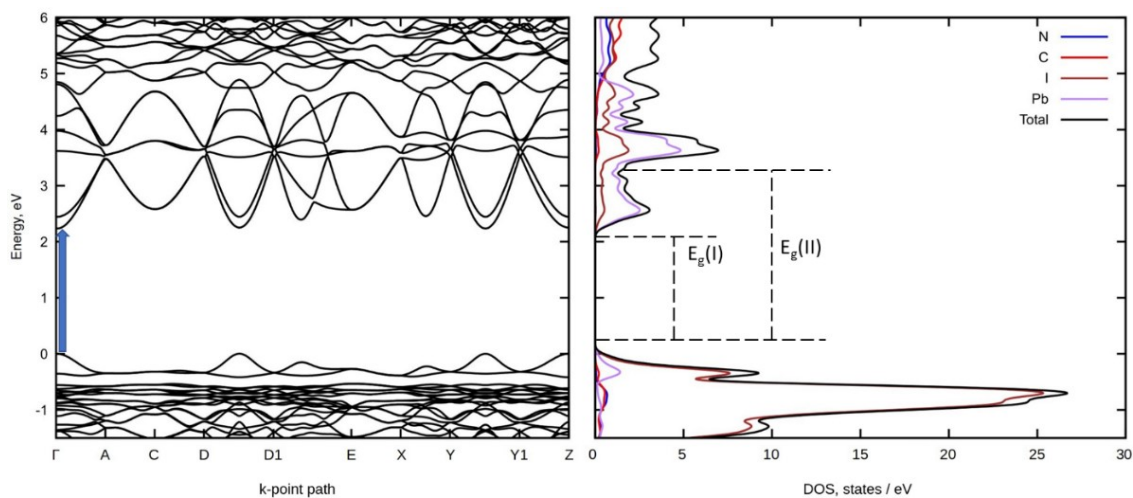 6
5
4
3
2
1
0
-1
Energy, eV
Γ A C D D1 E X Y Y1 Z
k-point path
N
C
I
Pb
Total
E_g(I)
E_g(II)
0 5 10 15 20 25 30
DOS, states / eV